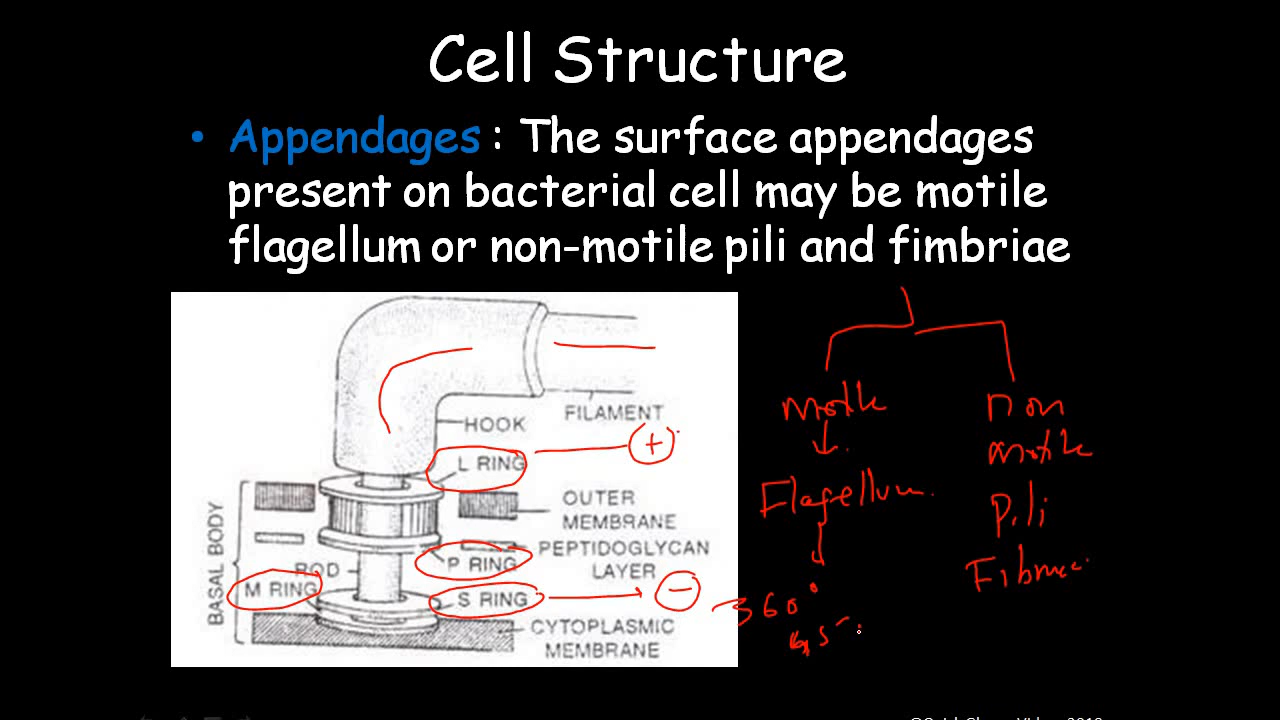 Cell Structure
• Appendages : The surface appendages
present on bacterial cell may be motile
flagellum or non-motile pili and fimbriae
FILAMENT
HOOK
L RING
+
OUTER
MEMBRANE
PEPTIDOGLYCAN
LAYER
P RING
ROD
M RING
S RING
-
CYTOPLASMIC
MEMBRANE
BASAL BODY
Motile
Flagellum
360°
non
motile
Pili